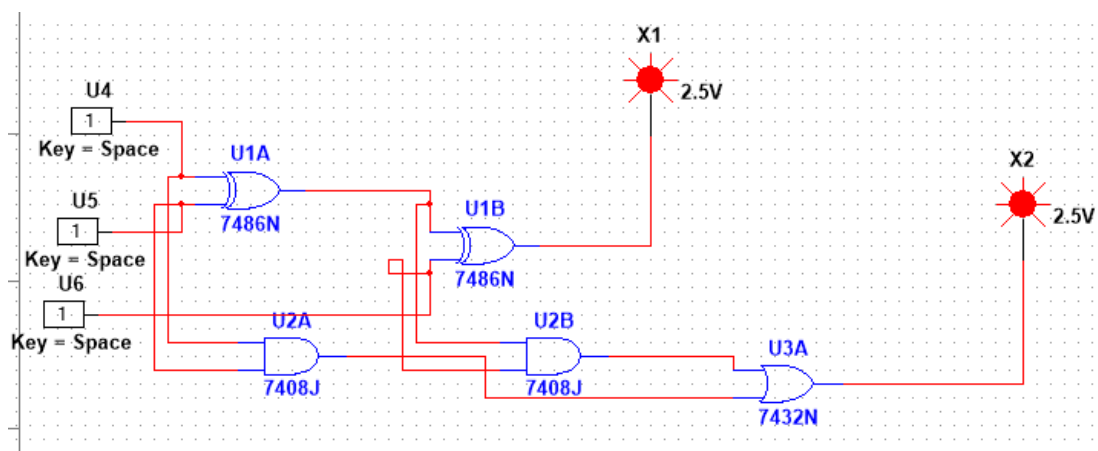 X1
2.5V
U4
1
Key = Space
U1A
7486N
X2
2.5V
U5
1
Key = Space
U1B
7486N
U6
1
Key = Space
U2A
7408J
U2B
7408J
U3A
7432N